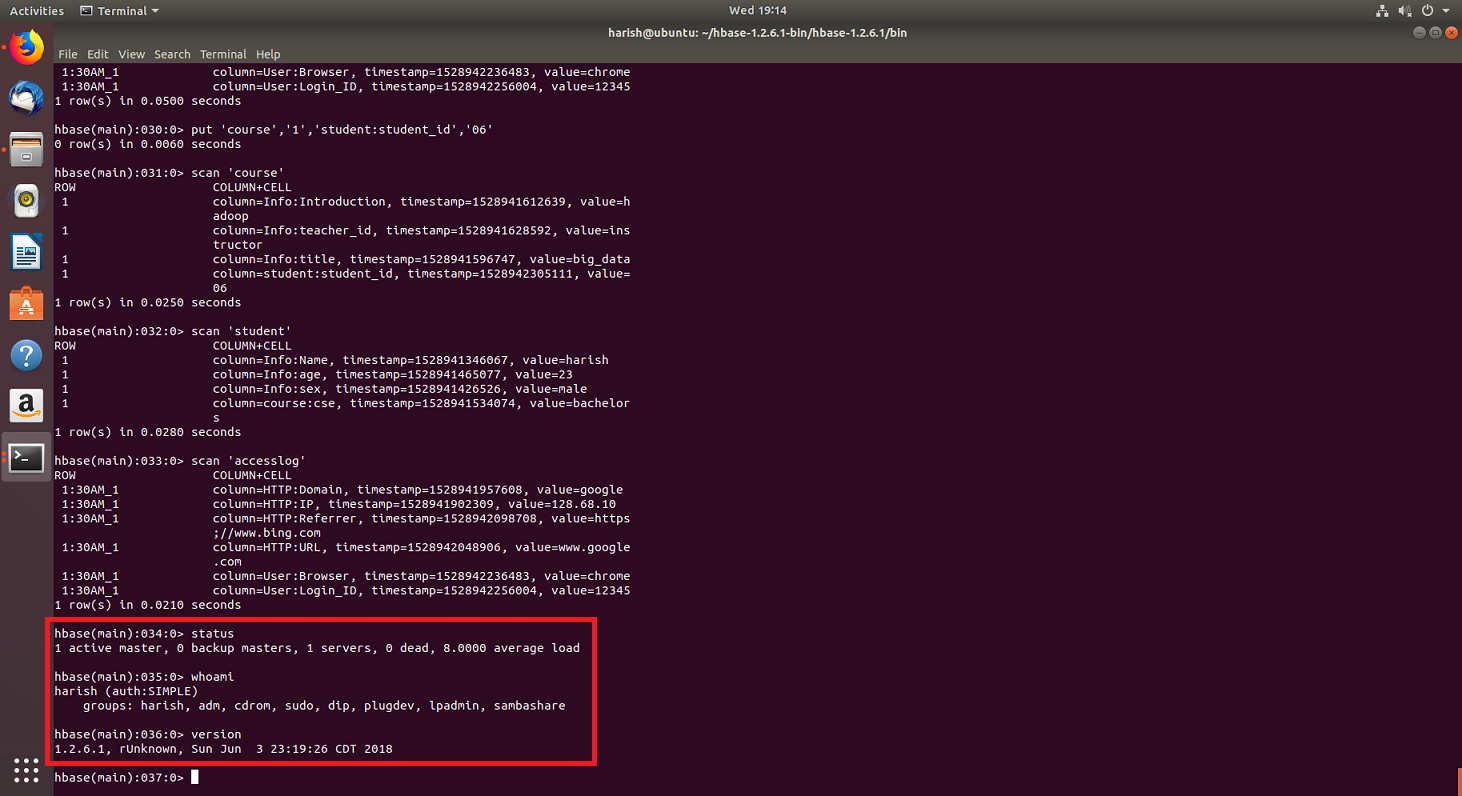 Activities Terminal Wed 19:14
harish@ubuntu: ~/hbase-1.2.6.1-bin/hbase-1.2.6.1/bin
File Edit View Search Terminal Help
1:30AM_1 column=User:Browser, timestamp=1528942236483, value=chrome
1:30AM_1 column=User:Login_ID, timestamp=1528942256004, value=12345
1 row(s) in 0.0500 seconds
hbase(main):030:0> put 'course','1','student:student_id','06'
0 row(s) in 0.0060 seconds
hbase(main):031:0> scan 'course'
ROW COLUMN+CELL
1 column=Info:Introduction, timestamp=1528941612639, value=h
adoop
1 column=Info:teacher_id, timestamp=1528941628592, value=ins
tructor
1 column=Info:title, timestamp=1528941596747, value=big_data
1 column=student:student_id, timestamp=1528942305111, value=
06
1 row(s) in 0.0250 seconds
hbase(main):032:0> scan 'student'
ROW COLUMN+CELL
1 column=Info:Name, timestamp=1528941346067, value=harish
1 column=Info:age, timestamp=1528941465077, value=23
1 column=Info:sex, timestamp=1528941426526, value=male
1 column=course:cse, timestamp=1528941534074, value=bachelor
s
1 row(s) in 0.0280 seconds
hbase(main):033:0> scan 'accesslog'
ROW COLUMN+CELL
1:30AM_1 column=HTTP:Domain, timestamp=1528941957608, value=google
1:30AM_1 column=HTTP:IP, timestamp=1528941902309, value=128.68.10
1:30AM_1 column=HTTP:Referrer, timestamp=1528942098708, value=https
;//www.bing.com
1:30AM_1 column=HTTP:URL, timestamp=1528942048906, value=www.google
.com
1:30AM_1 column=User:Browser, timestamp=1528942236483, value=chrome
1:30AM_1 column=User:Login_ID, timestamp=1528942256004, value=12345
1 row(s) in 0.0210 seconds
hbase(main):034:0> status
1 active master, 0 backup masters, 1 servers, 0 dead, 8.0000 average load
hbase(main):035:0> whoami
harish (auth:SIMPLE)
groups: harish, adm, cdrom, sudo, dip, plugdev, lpadmin, sambashare
hbase(main):036:0> version
1.2.6.1, rUnknown, Sun Jun 3 23:19:26 CDT 2018
hbase(main):037:0>